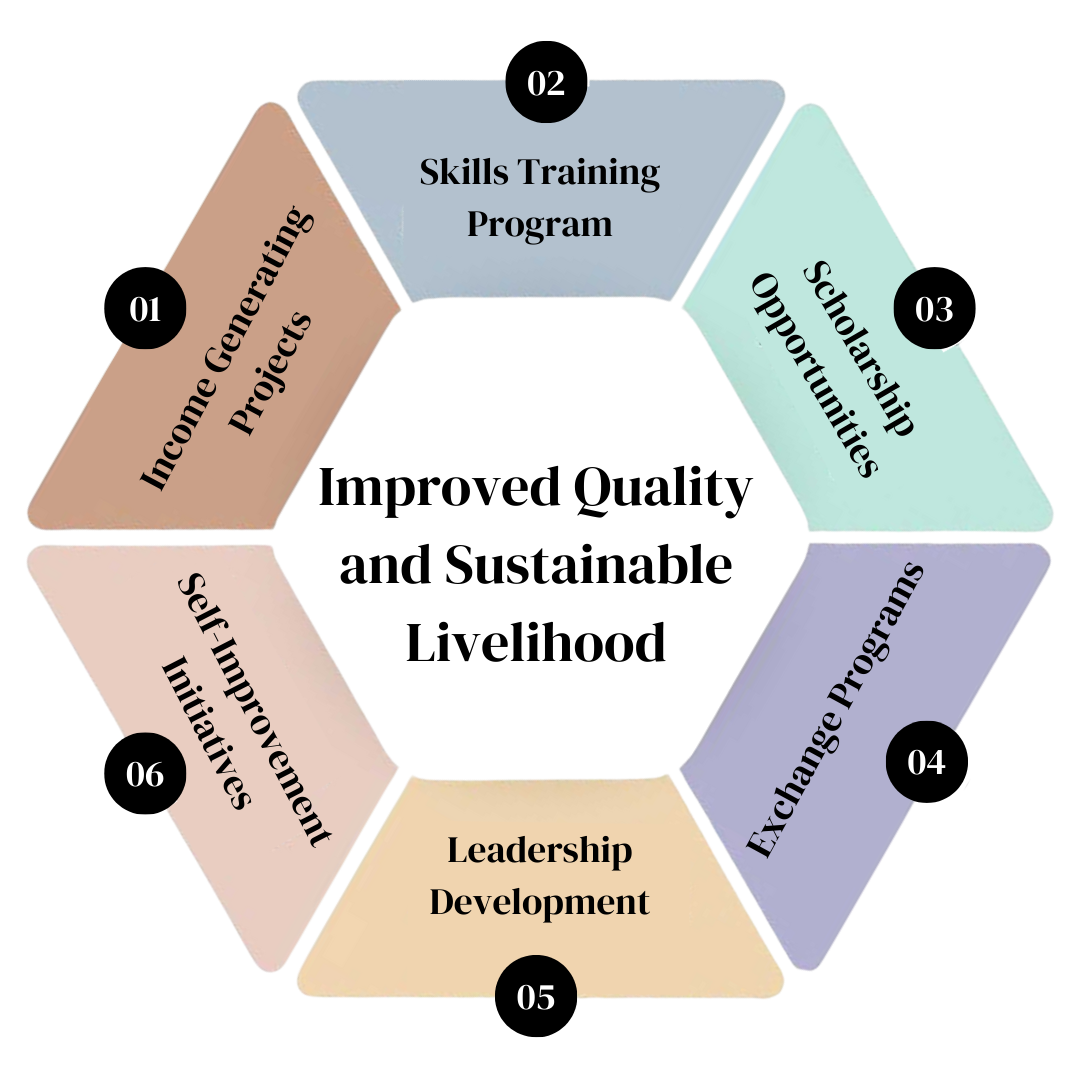 01
Income Generating
Projects
02
Skills Training
Program
03
Scholarship
Opportunities
04
Exchange Programs
05
Leadership
Development
06
Self-Improvement
Initiatives
Improved Quality
and Sustainable
Livelihood